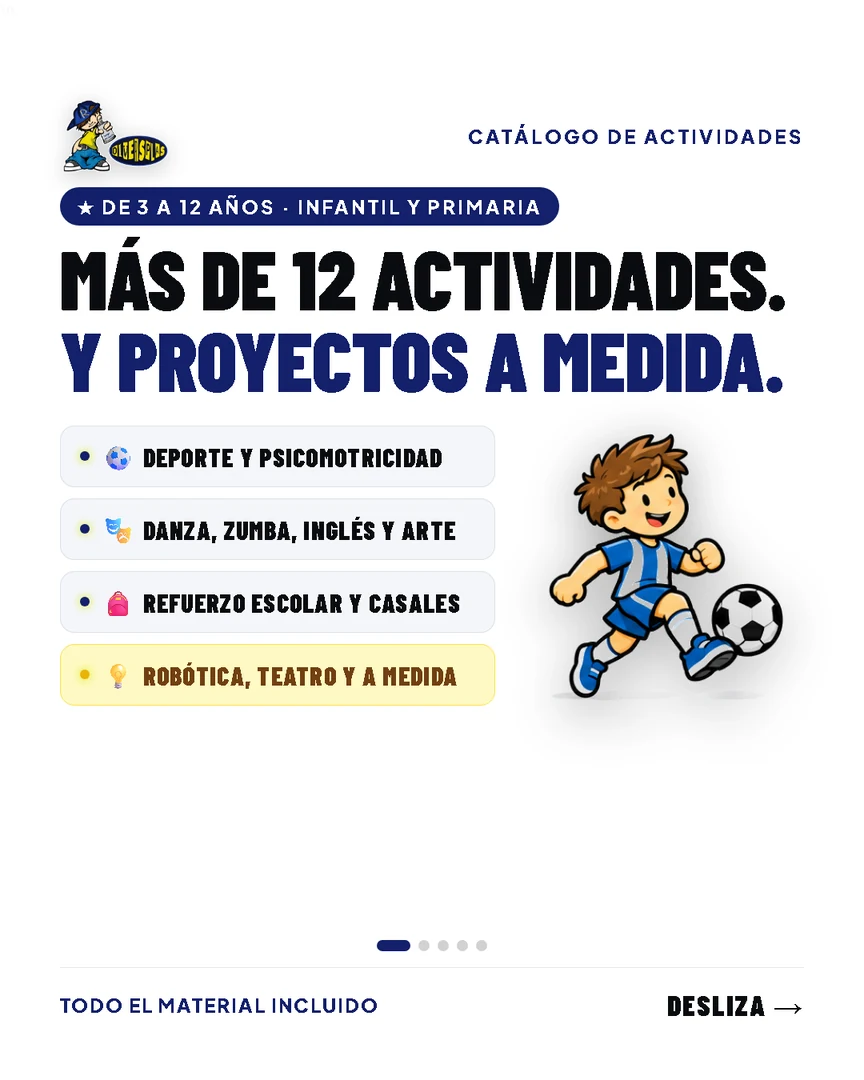 DIVERSPLAS
CATÁLOGO DE ACTIVIDADES
★ DE 3 A 12 AÑOS · INFANTIL Y PRIMARIA
MÁS DE 12 ACTIVIDADES.
Y PROYECTOS A MEDIDA.
DEPORTE Y PSICOMOTRICIDAD
DANZA, ZUMBA, INGLÉS Y ARTE
REFUERZO ESCOLAR Y CASALES
ROBÓTICA, TEATRO Y A MEDIDA
TODO EL MATERIAL INCLUIDO
DESLIZA →